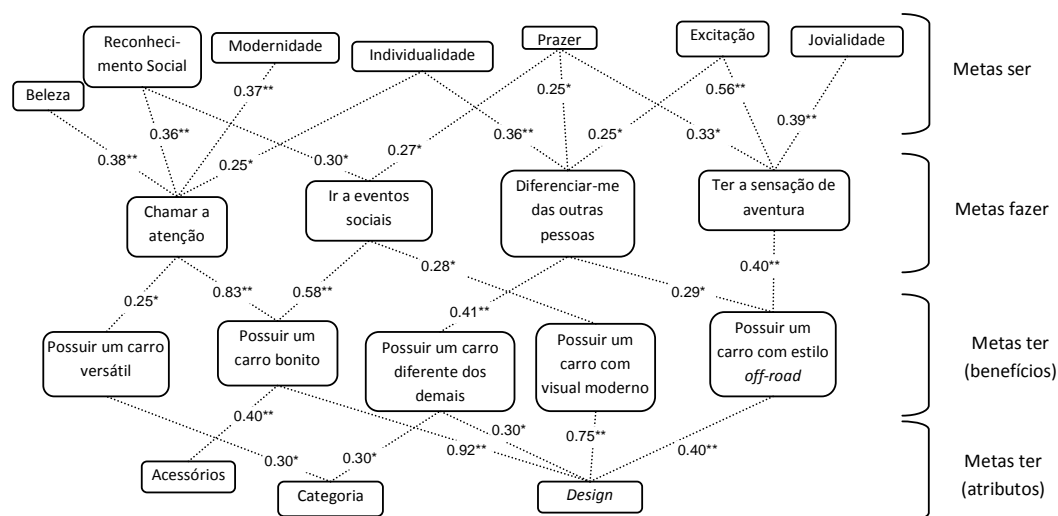 Reconheci-
mento Social
Modernidade
Individualidade
Prazer
Excitação
Jovialidade
Metas ser
Beleza
0.37**
0.25*
0.56**
0.36**
0.36**
0.25*
0.39**
0.38**
0.25*
0.30*
0.27*
0.33*
Chamar a
atenção
Ir a eventos
sociais
Diferenciar-me
das outras
pessoas
Ter a sensação de
aventura
Metas fazer
0.25*
0.83**
0.58**
0.28*
0.41**
0.29*
0.40**
Possuir um carro
versátil
Possuir um
carro bonito
Possuir um carro
diferente dos
demais
Possuir um
carro com
visual moderno
Possuir um
carro com estilo
off-road
Metas ter
(benefícios)
0.40**
0.30*
0.30*
0.92**
0.30*
0.75**
0.40**
Acessórios
Categoria
Design
Metas ter
(atributos)